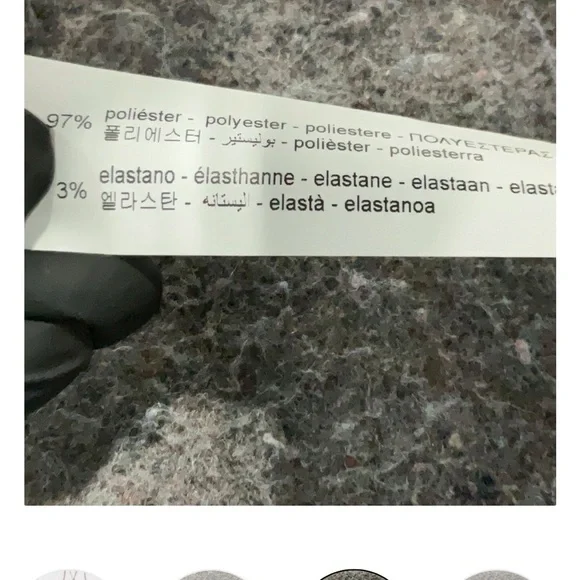 97% poliéster - polyester - poliestere - ΠΟΛΥΕΣΤΕΡΑΣ
폴리에스터 - بوليستير - polièster - poliesterra
3% elastano - élasthanne - elastane - elastaan -
엘라스탄 - اليستانه - elastà - elastanoa